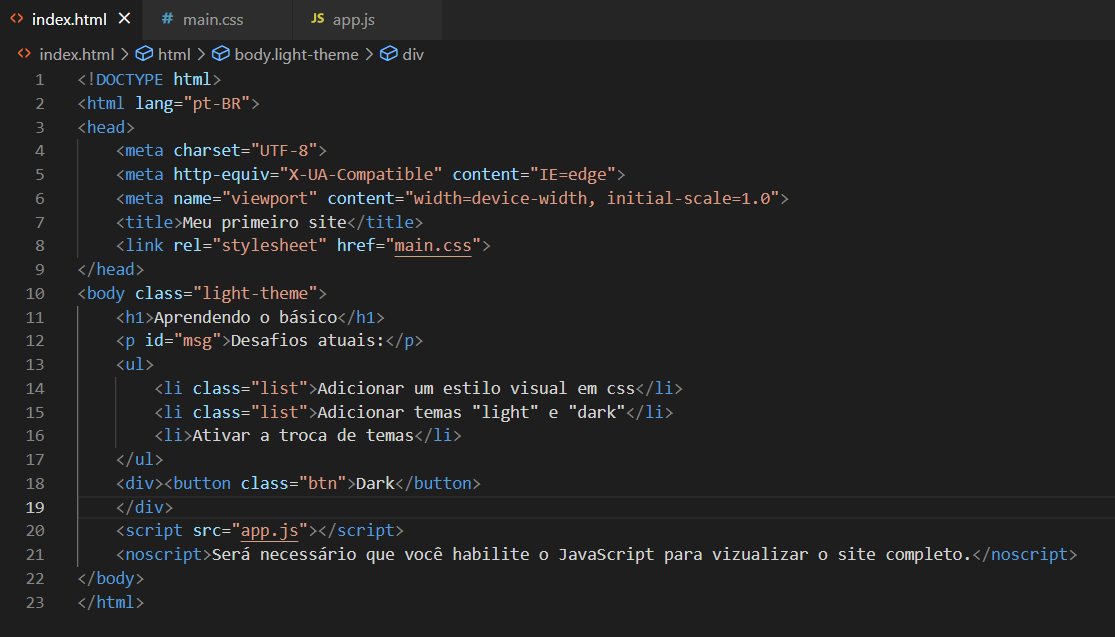 index.html
main.css
JS app.js
index.html > html > body.light-theme > div
1 <!DOCTYPE html>
2 <html lang="pt-BR">
3 <head>
4 <meta charset="UTF-8">
5 <meta http-equiv="X-UA-Compatible" content="IE=edge">
6 <meta name="viewport" content="width=device-width, initial-scale=1.0">
7 <title>Meu primeiro site</title>
8 <link rel="stylesheet" href="main.css">
9 </head>
10 <body class="light-theme">
11 <h1>Aprendendo o básico</h1>
12 <p id="msg">Desafios atuais:</p>
13 <ul>
14 <li class="list">Adicionar um estilo visual em css</li>
15 <li class="list">Adicionar temas "light" e "dark"</li>
16 <li>Ativar a troca de temas</li>
17 </ul>
18 <div><button class="btn">Dark</button>
19 </div>
20 <script src="app.js"></script>
21 <noscript>Será necessário que você habilite o JavaScript para vizualizar o site completo.</noscript>
22 </body>
23 </html>